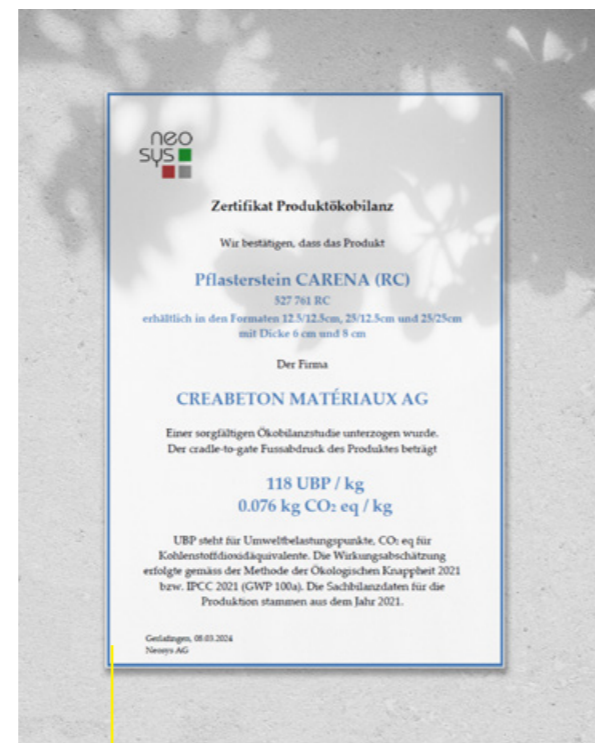 neo
sys
Zertifikat Produktökobilanz
Wir bestätigen, dass das Produkt
Pflasterstein CARENA (RC)
527 761 RC
erhältlich in den Formaten 12.5/12.5cm, 25/12.5cm und 25/25cm
mit Dicke 6 cm und 8 cm
Der Firma
CREABETON MATÉRIAUX AG
Einer sorgfältigen Ökobilanzstudie unterzogen wurde.
Der cradle-to-gate Fussabdruck des Produktes beträgt
118 UBP / kg
0.076 kg CO₂ eq / kg
UBP steht für Umweltbelastungspunkte, CO₂ eq für
Kohlenstoffdioxidäquivalente. Die Wirkungsabschätzung
erfolgte gemäss der Methode der Ökologischen Knappheit 2021
bzw. IPCC 2021 (GWP 100a). Die Sachbilanzdaten für die
Produktion stammen aus dem Jahr 2021.
Gerlafingen, 08.03.2024
Neosys AG